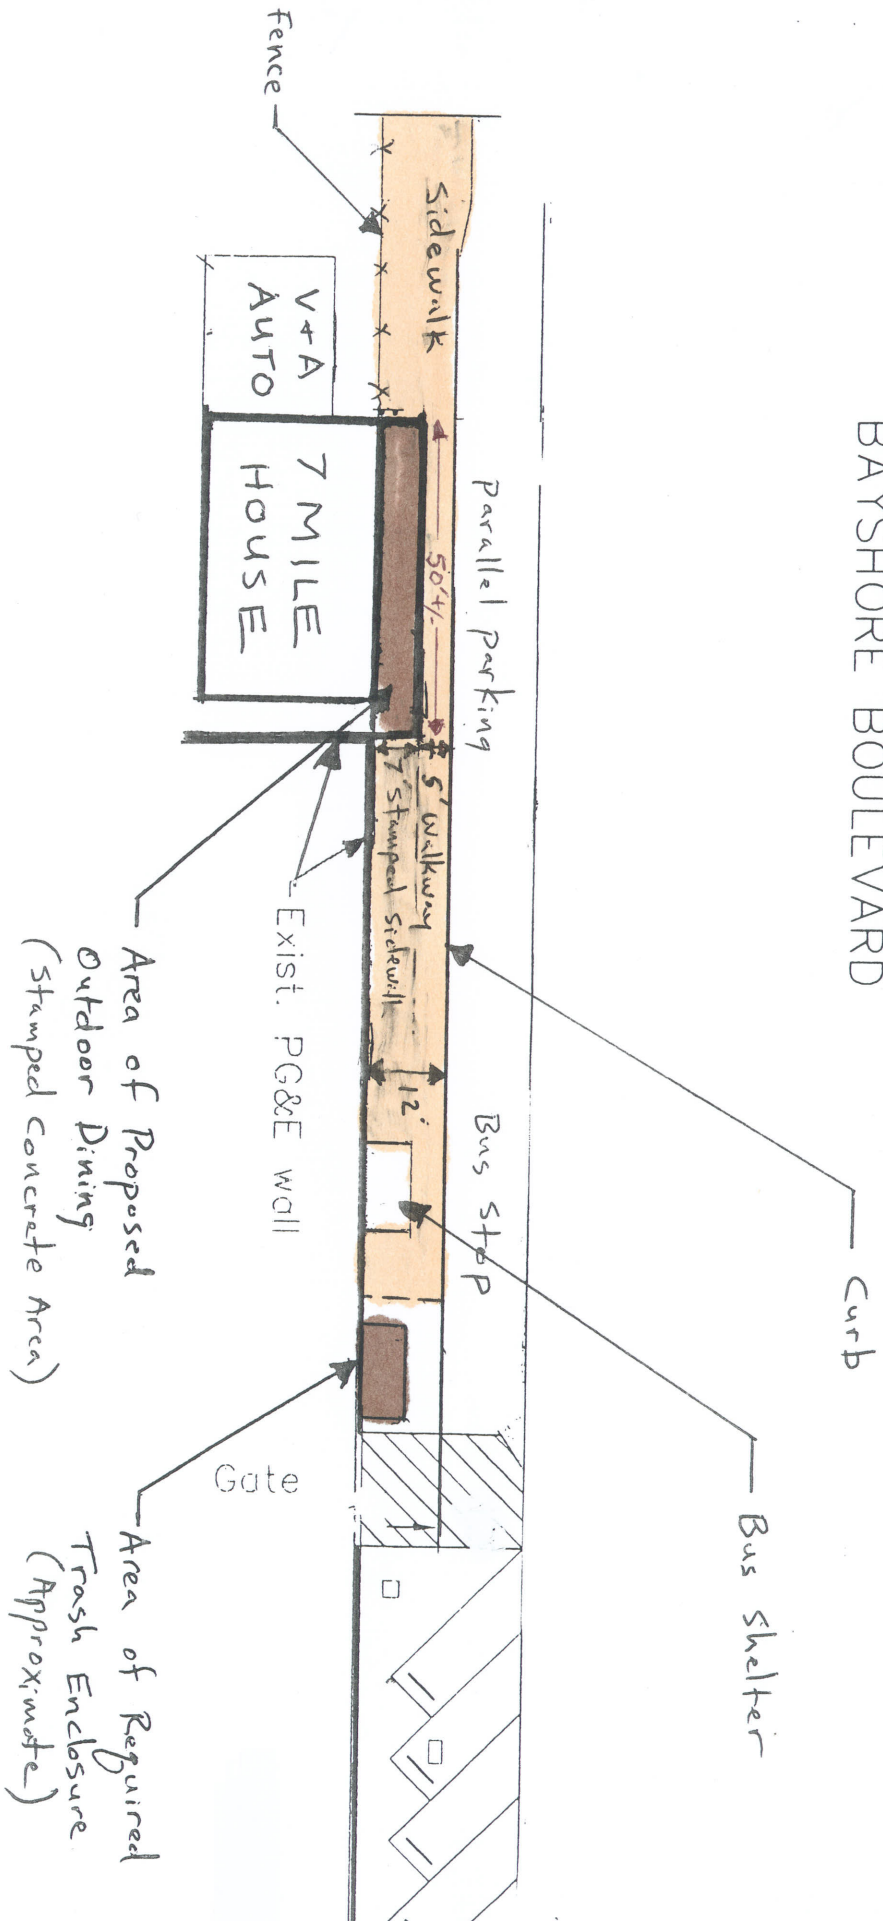 BAYSHORE BOULEVARD
Curb
Bus shelter
Fence
Sidewalk
parallel parking
Bus stop
50'+/-
5' walkway
7' stamped sidewalk
12'
V+A
AUTO
7 MILE
HOUSE
Exist. PG&E wall
Gate
Area of Proposed
Outdoor Dining
(Stamped Concrete Area)
Area of Required
Trash Enclosure
(Approximate)